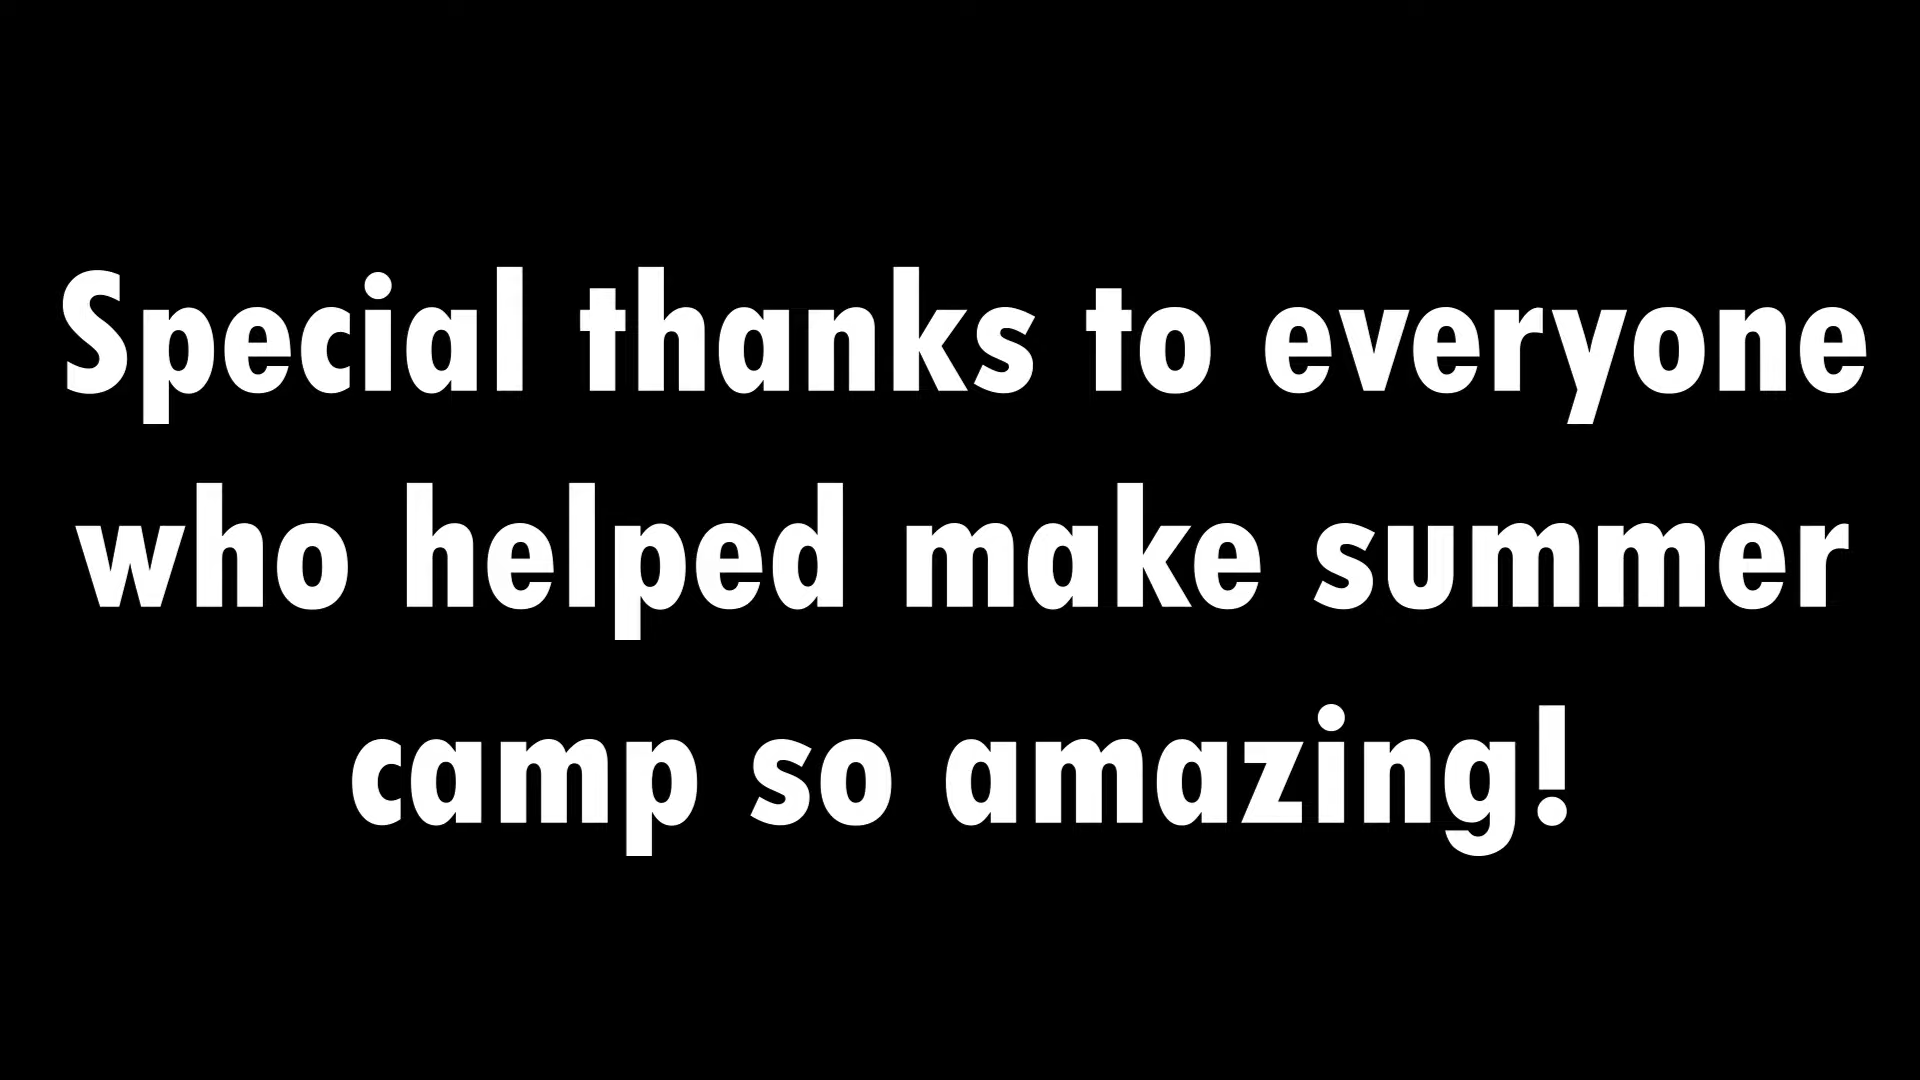 Special thanks to everyone
who helped make summer
camp so amazing!